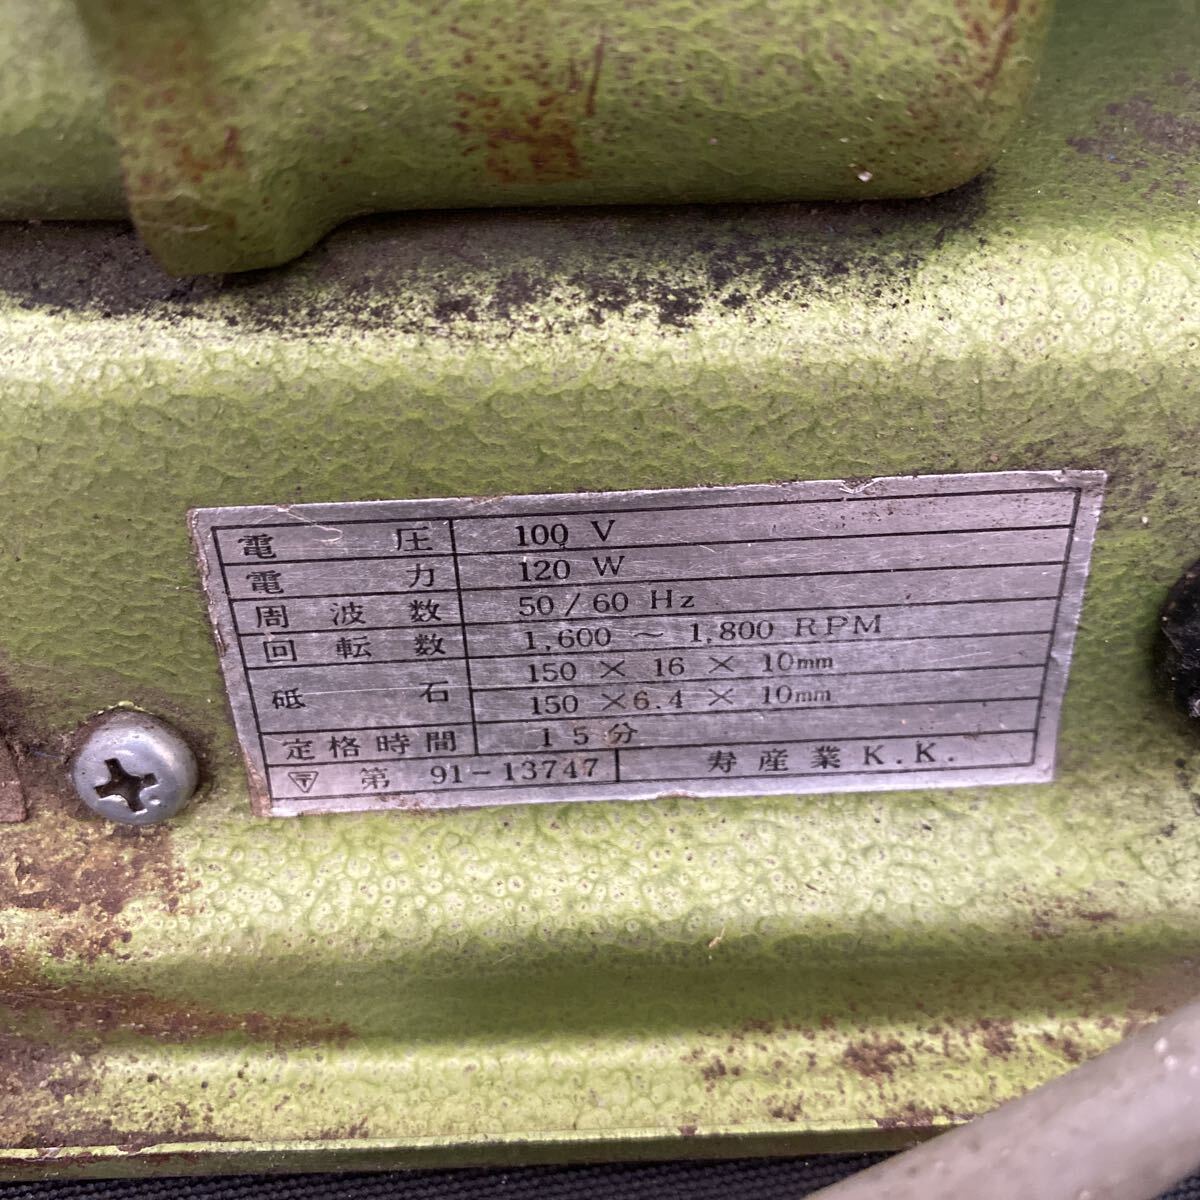 電圧 100 V
電力 120 W
周波数 50/60 Hz
回転数 1,600 ~ 1,800 RPM
砥石 150 × 16 × 10mm
150 × 6.4 × 10mm
定格時間 15分
〒 第 91-13747 寿産業K.K.